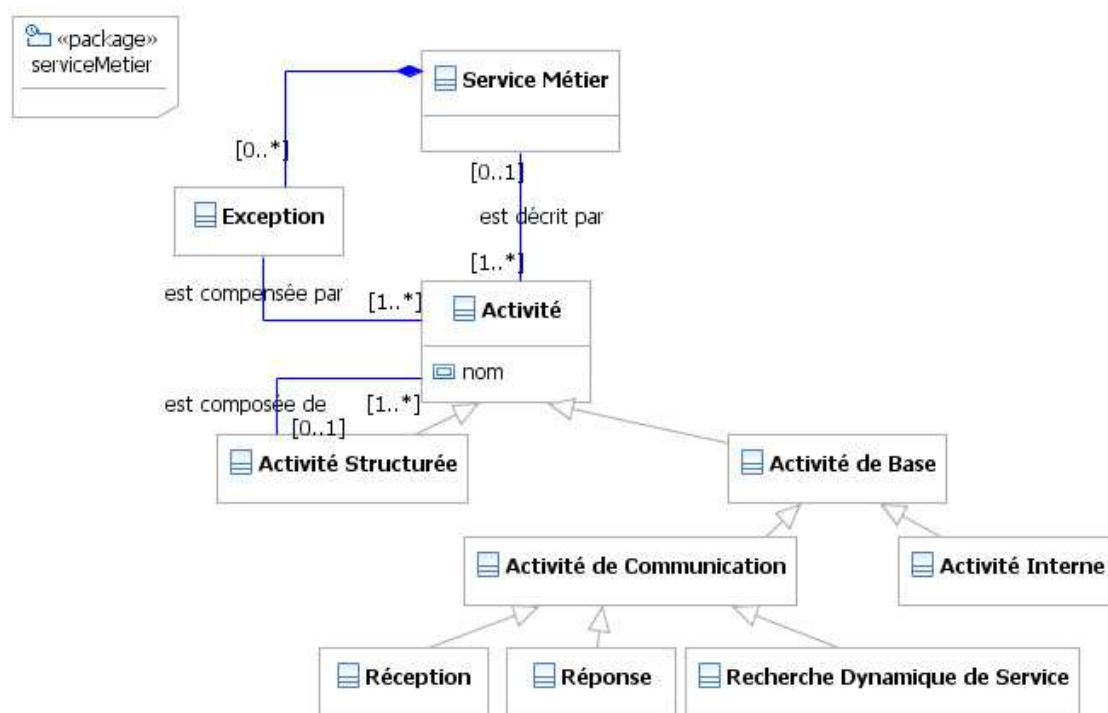 «package»
serviceMetier
Service Métier
[0..*]
[0..1]
Exception
est décrit par
[1..*]
est compensée par
[1..*]
Activité
nom
est composée de
[1..*]
[0..1]
Activité Structurée
Activité de Base
Activité de Communication
Activité Interne
Réception
Réponse
Recherche Dynamique de Service